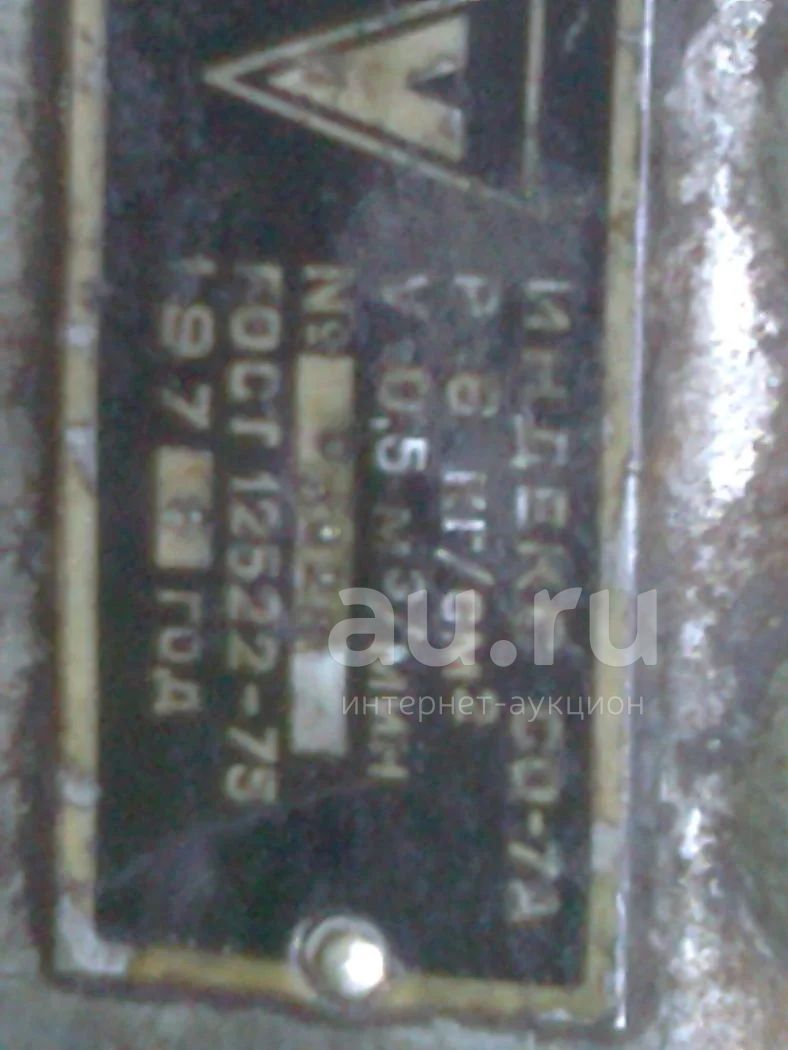 ИНДЕКС СО-7А
P-6 кг/см2
V-0,5 м3/мин
№
ГОСТ 12522-75
197 год
au.ru
интернет-аукцион